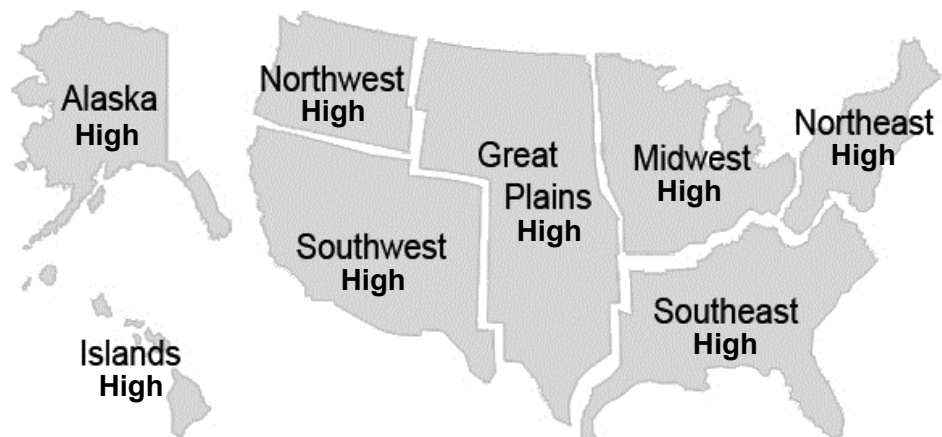 Alaska
High
Northwest
High
Great
Plains
High
Midwest
High
Northeast
High
Southwest
High
Southeast
High
Islands
High